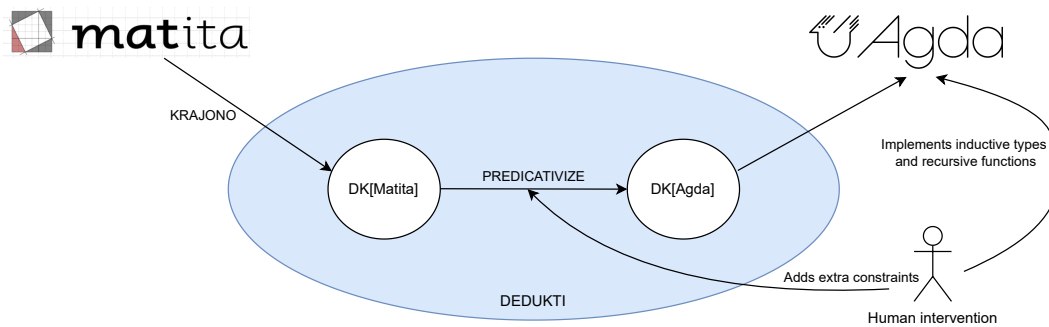 matita
Agda
KRAJONO
Implements inductive types
and recursive functions
DK[Matita]
PREDICATIVIZE
DK[Agda]
Adds extra constraints
DEDUKTI
Human intervention